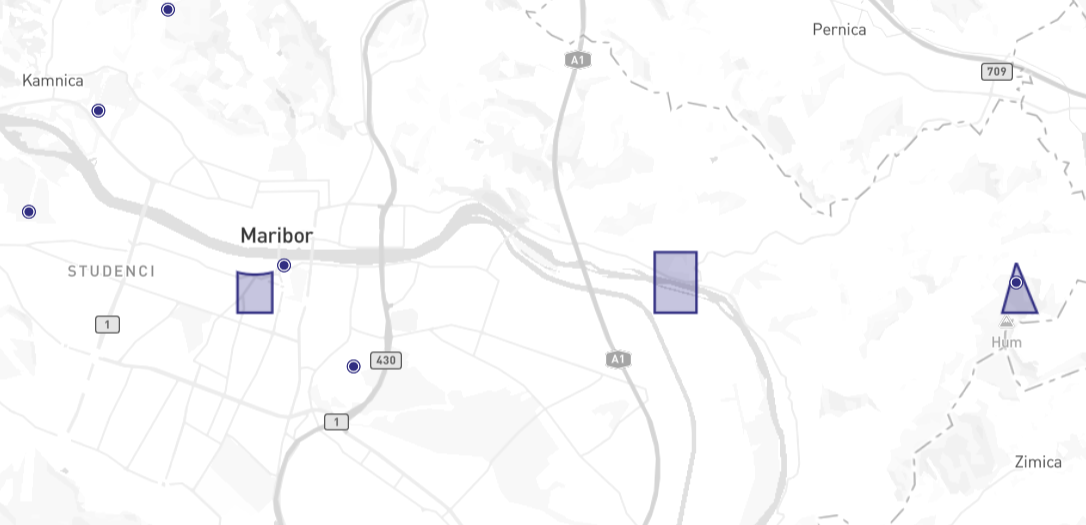 Pernica
A1
709
Kamnica
Maribor
STUDENCI
1
Hum
A1
430
1
Zimica